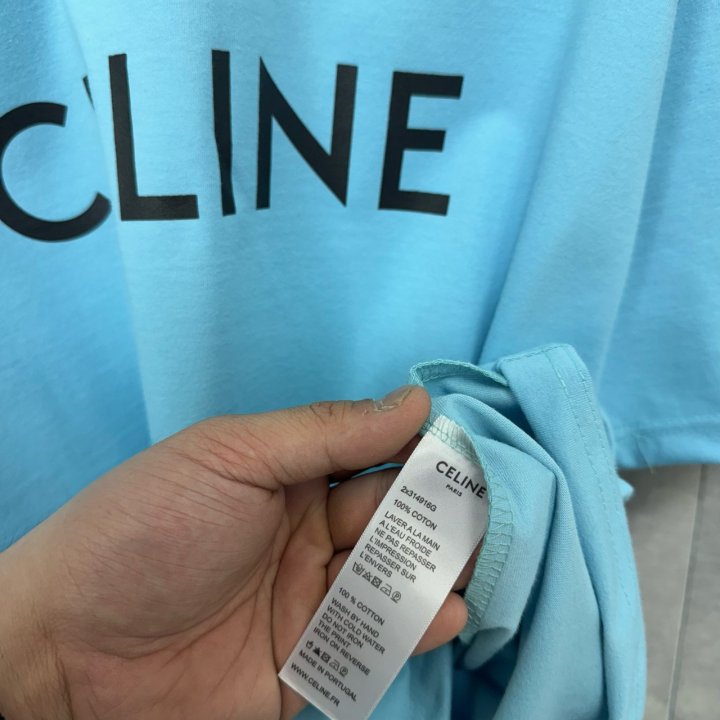 CLINE
CELINE
PARIS
2x314916G
100% COTON
LAVER A LA MAIN
A L'EAU FROIDE
NE PAS REPASSER
L'IMPRESSION
REPASSER SUR
L'ENVERS
100 % COTTON
WASH BY HAND
WITH COLD WATER
DO NOT IRON
THE PRINT
IRON ON REVERSE
MADE IN PORTUGAL
WWW.CELINE.FR